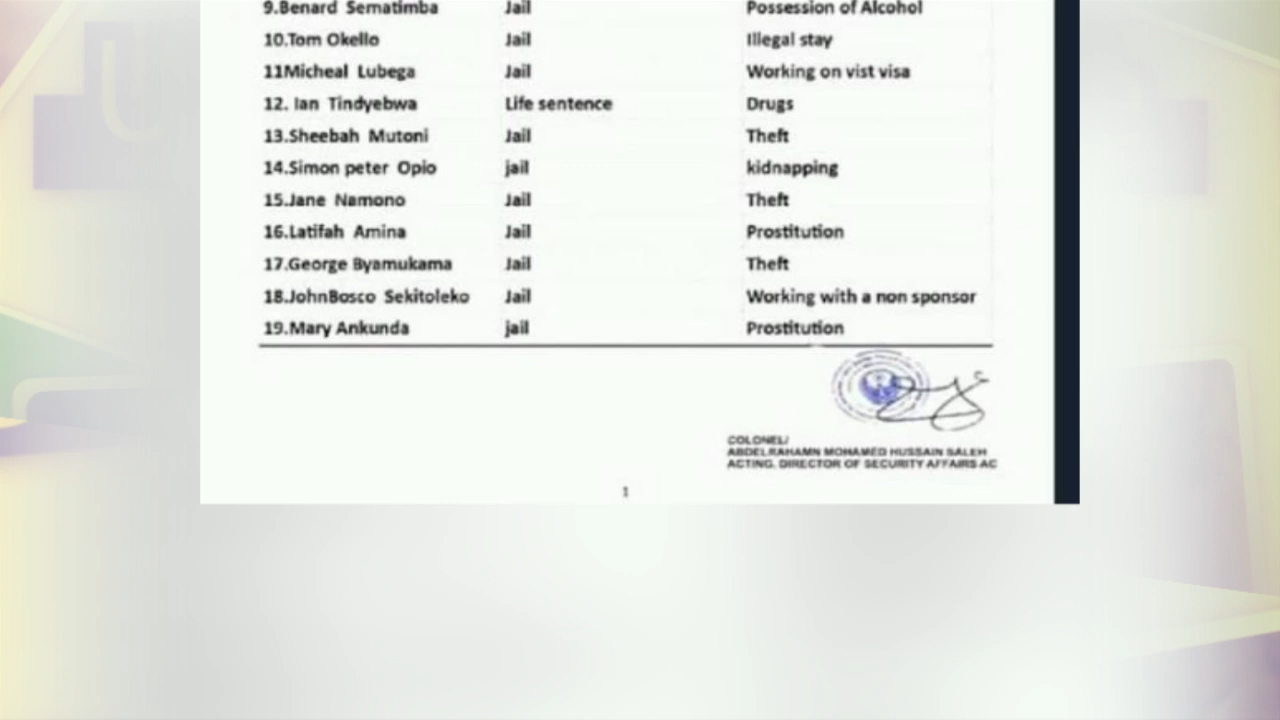 9.Benard Sematimba Jail Possession of Alcohol
10.Tom Okello Jail Illegal stay
11Micheal Lubega Jail Working on vist visa
12. Ian Tindyebwa Life sentence Drugs
13.Sheebah Mutoni Jail Theft
14.Simon peter Opio jail kidnapping
15.Jane Namono Jail Theft
16.Latifah Amina Jail Prostitution
17.George Byamukama Jail Theft
18.JohnBosco Sekitoleko Jail Working with a non sponsor
19.Mary Ankunda jail Prostitution
COLONEL/
ABDELRAHAMN MOHAMED HUSSAIN SALEH
ACTING. DIRECTOR OF SECURITY AFFAIRS AC
1